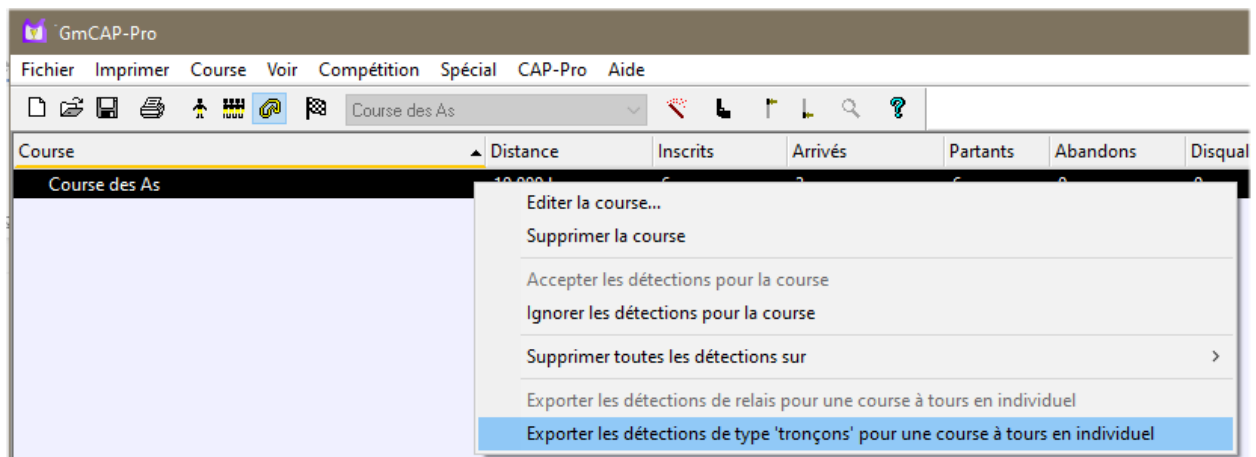 GmCAP-Pro
Fichier Imprimer Course Voir Compétition Spécial CAP-Pro Aide
Course des As
Course Distance Inscrits Arrivés Partants Abandons Disqual
Course des As
Editer la course...
Supprimer la course
Accepter les détections pour la course
Ignorer les détections pour la course
Supprimer toutes les détections sur
Exporter les détections de relais pour une course à tours en individuel
Exporter les détections de type 'tronçons' pour une course à tours en individuel